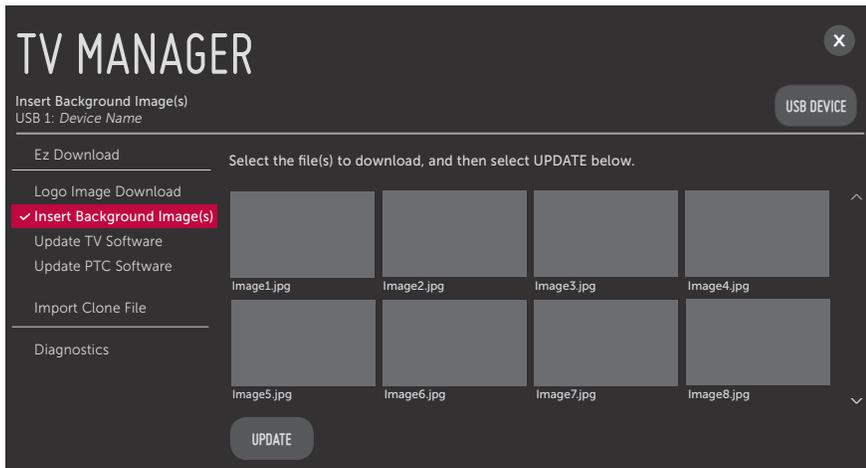 TV MANAGER
X
Insert Background Image(s)
USB 1: Device Name
USB DEVICE
Ez Download
Select the file(s) to download, and then select UPDATE below.
Logo Image Download
Insert Background Image(s)
Update TV Software
Update PTC Software
Import Clone File
Diagnostics
Image1.jpg
Image2.jpg
Image3.jpg
Image4.jpg
Image5.jpg
Image6.jpg
Image7.jpg
Image8.jpg
UPDATE